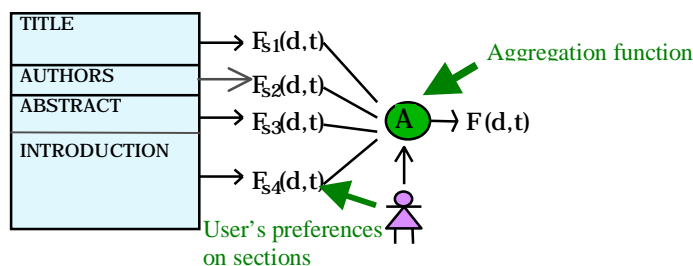 TITLE
AUTHORS
ABSTRACT
INTRODUCTION
Fs1(d,t)
Fs2(d,t)
Fs3(d,t)
Fs4(d,t)
Aggregation function
A
F(d,t)
User's preferences
on sections